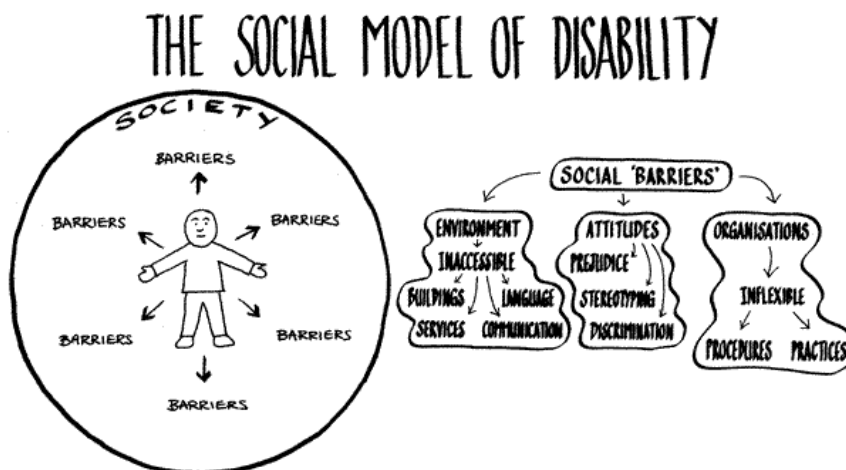 THE SOCIAL MODEL OF DISABILITY
SOCIETY
BARRIERS
BARRIERS
BARRIERS
BARRIERS
BARRIERS
BARRIERS
SOCIAL 'BARRIERS'
ENVIRONMENT
INACCESSIBLE
BUILDINGS
LANGUAGE
SERVICES
COMMUNICATION
ATTITUDES
PREJUDICE
STEREOTYPING
DISCRIMINATION
ORGANISATIONS
INFLEXIBLE
PROCEDURES
PRACTICES